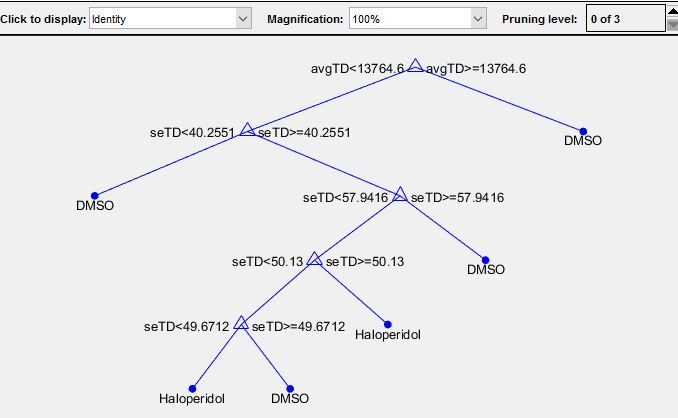 Click to display: Identity Magnification: 100% Pruning level: 0 of 3
avgTD<13764.6 avgTD>=13764.6
seTD<40.2551 seTD>=40.2551
DMSO
seTD<57.9416 seTD>=57.9416
DMSO
seTD<50.13 seTD>=50.13
DMSO
seTD<49.6712 seTD>=49.6712
Haloperidol
Haloperidol DMSO